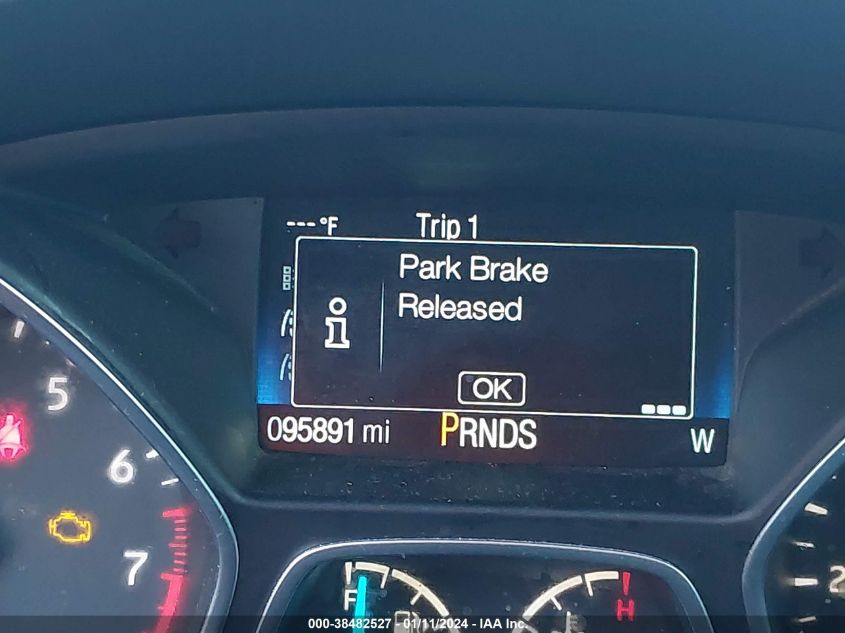 ---°F Trip 1
Park Brake
Released
i
OK
095891 mi PRNDS W
5
6
7
2
F
H
000-38482527 - 01/11/2024 - IAA Inc.